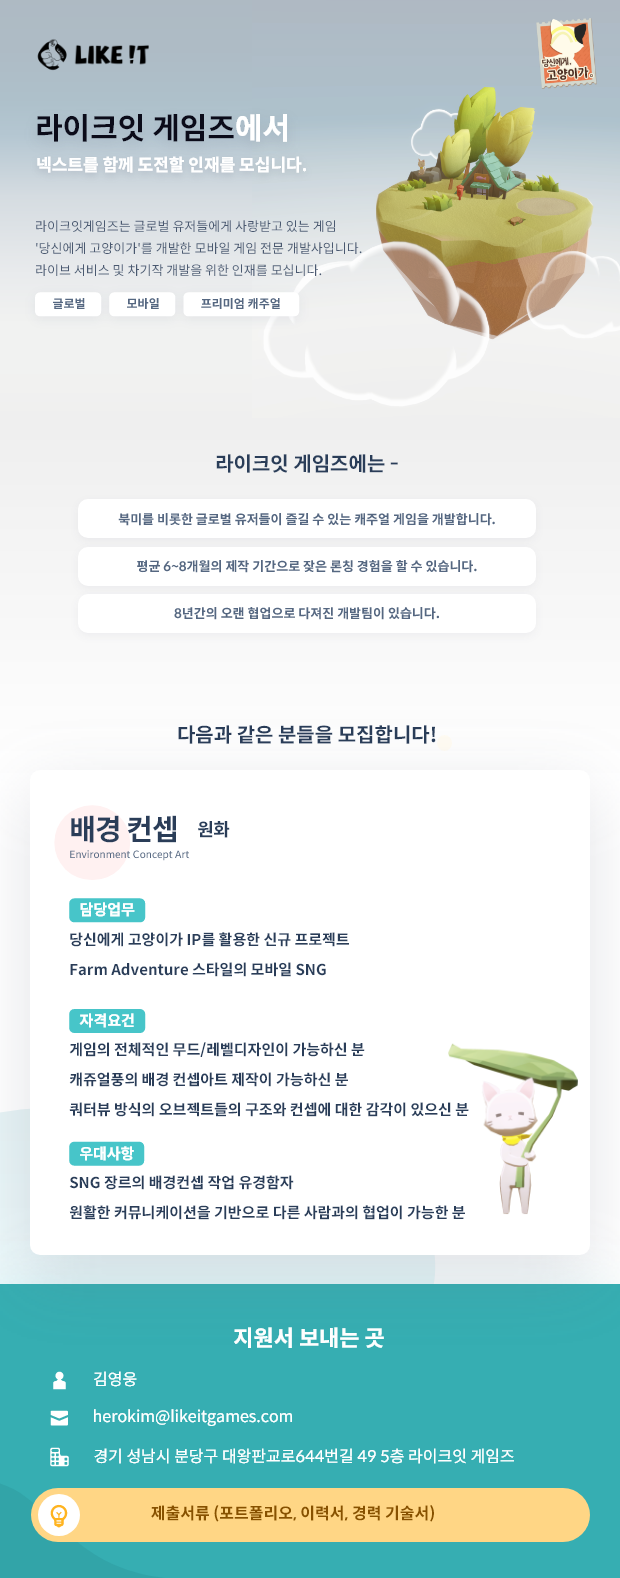 LIKE !T
당신에게,
고양이가。
라이크잇 게임즈에서
넥스트를 함께 도전할 인재를 모십니다.
라이크잇게임즈는 글로벌 유저들에게 사랑받고 있는 게임
'당신에게 고양이가'를 개발한 모바일 게임 전문 개발사입니다.
라이브 서비스 및 차기작 개발을 위한 인재를 모십니다.
글로벌 모바일 프리미엄 캐주얼
라이크잇 게임즈에는 -
북미를 비롯한 글로벌 유저들이 즐길 수 있는 캐주얼 게임을 개발합니다.
평균 6~8개월의 제작 기간으로 잦은 론칭 경험을 할 수 있습니다.
8년간의 오랜 협업으로 다져진 개발팀이 있습니다.
다음과 같은 분들을 모집합니다!
배경 컨셉 원화
Environment Concept Art
담당업무
당신에게 고양이가 IP를 활용한 신규 프로젝트
Farm Adventure 스타일의 모바일 SNG
자격요건
게임의 전체적인 무드/레벨디자인이 가능하신 분
캐쥬얼풍의 배경 컨셉아트 제작이 가능하신 분
쿼터뷰 방식의 오브젝트들의 구조와 컨셉에 대한 감각이 있으신 분
우대사항
SNG 장르의 배경컨셉 작업 유경함자
원활한 커뮤니케이션을 기반으로 다른 사람과의 협업이 가능한 분
지원서 보내는 곳
김영웅
herokim@likeitgames.com
경기 성남시 분당구 대왕판교로644번길 49 5층 라이크잇 게임즈
제출서류 (포트폴리오, 이력서, 경력 기술서)